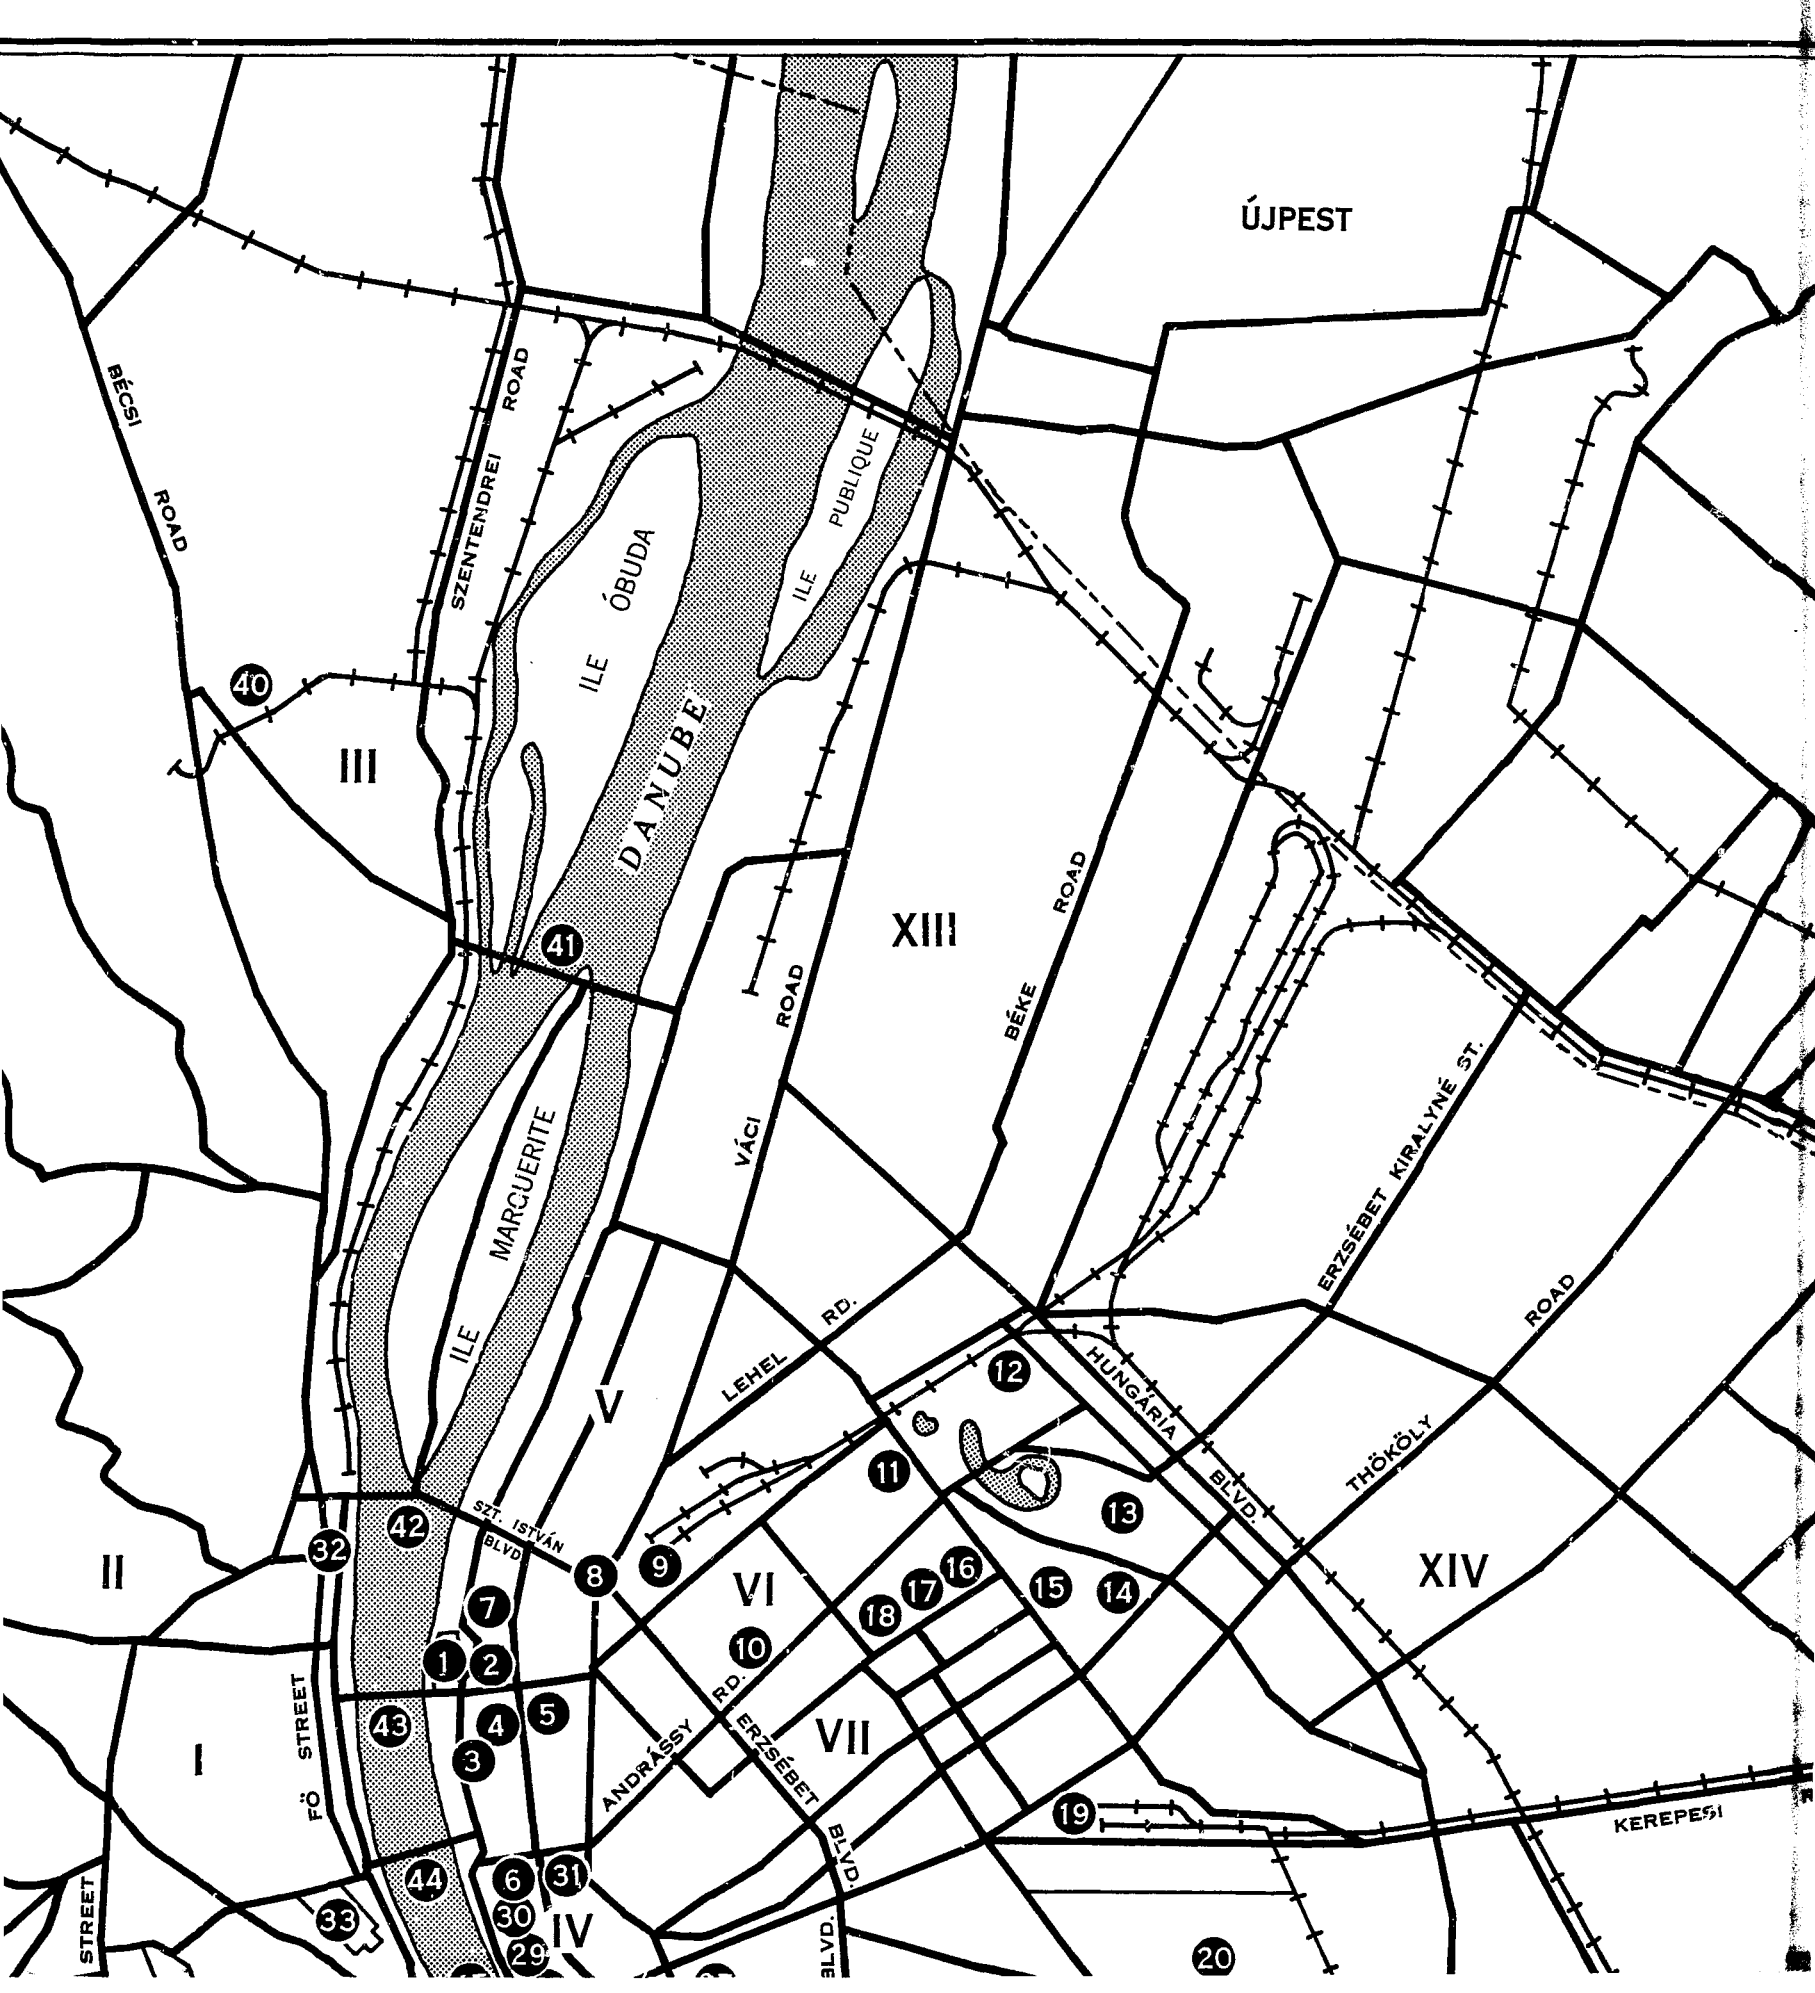 ÚJPEST
BÉCSI
ROAD
SZENTENDREI
ROAD
ILE
PUBLIQUE
ILE
ÓBUDA
40
III
DANUBE
41
XIII
ROAD
VÁCI
ROAD
BÉKE
ILE
MARGUERITE
ERZSÉBET KIRALYNÉ ST.
LEHEL
RD.
V
12
HUNGÁRIA
BLVD.
THÖKÖLY
ROAD
11
13
SZT. ISTVÁN
BLVD
42
32
II
8
9
VI
16
17
18
15
14
XIV
7
10
1
2
FÖ
STREET
43
4
5
3
I
ANDRÁSSY
RD.
ERZSÉBET
BLVD.
VII
19
KEREPESI
44
6
31
33
30
IV
29
STREET
BLVD.
20